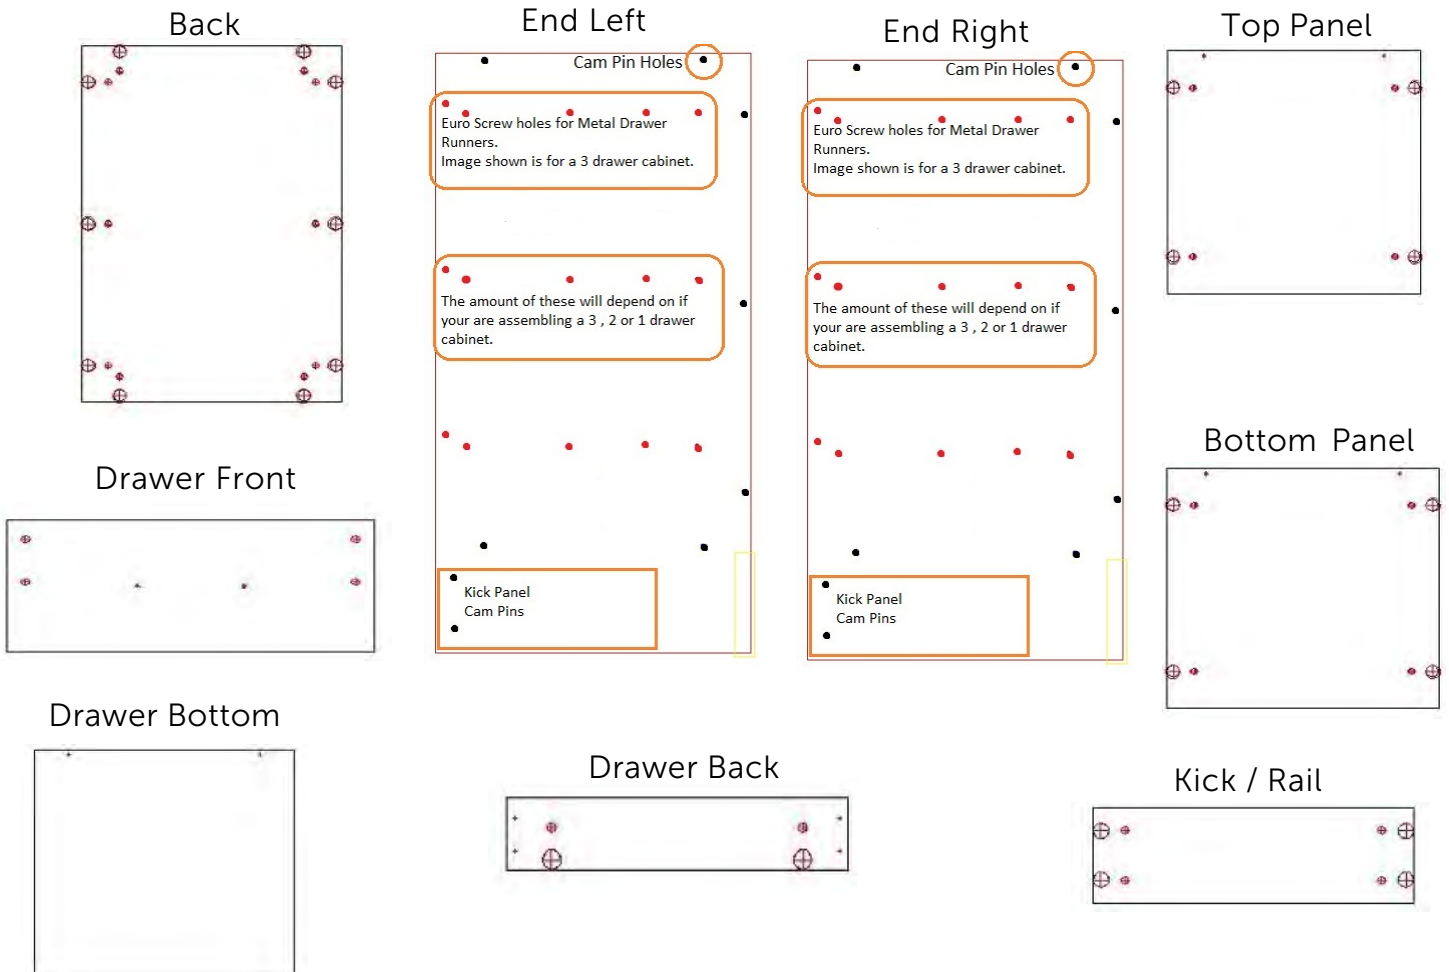 Back
End Left
End Right
Top Panel
Cam Pin Holes
Euro Screw holes for Metal Drawer
Runners.
Image shown is for a 3 drawer cabinet.
The amount of these will depend on if
your are assembling a 3 , 2 or 1 drawer
cabinet.
Kick Panel
Cam Pins
Cam Pin Holes
Euro Screw holes for Metal Drawer
Runners.
Image shown is for a 3 drawer cabinet.
The amount of these will depend on if
your are assembling a 3 , 2 or 1 drawer
cabinet.
Kick Panel
Cam Pins
Bottom Panel
Drawer Front
Drawer Bottom
Drawer Back
Kick / Rail